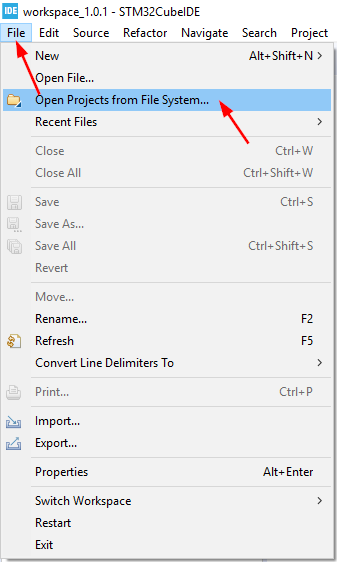 IDE workspace_1.0.1 - STM32CubeIDE
File Edit Source Refactor Navigate Search Project
New Alt+Shift+N >
Open File...
Open Projects from File System...
Recent Files >
Close Ctrl+W
Close All Ctrl+Shift+W
Save Ctrl+S
Save As...
Save All Ctrl+Shift+S
Revert
Move...
Rename... F2
Refresh F5
Convert Line Delimiters To >
Print... Ctrl+P
Import...
Export...
Properties Alt+Enter
Switch Workspace >
Restart
Exit